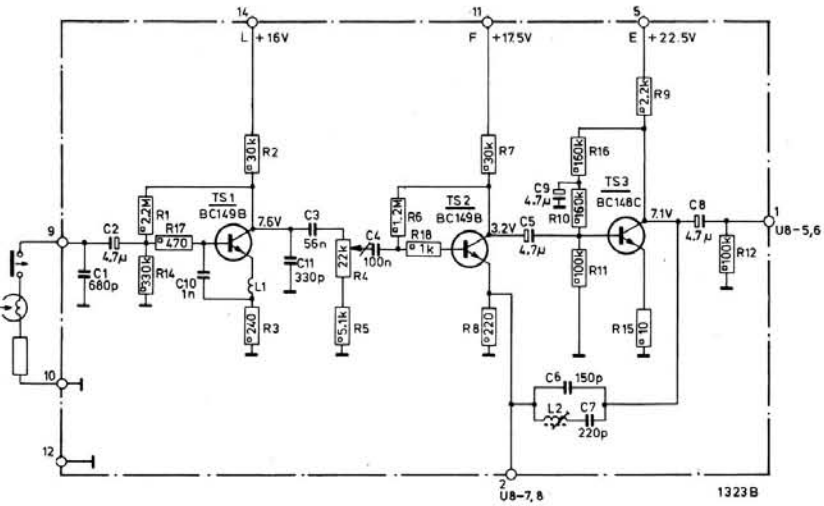 14
L +16V
11
F +17.5V
5
E +22.5V
2,2k
R9
30k
R2
30k
R7
160k
R16
C9
4.7µ
160k
R10
TS3
BC148C
7.1V
C8
4.7µ
1
U8-5,6
100k
R12
9
C2
4.7µ
2,2M
R1
R17
470
TS1
BC149B
7.6V
C3
56n
1,2M
R6
TS2
BC149B
3.2V
C5
4.7µ
C4
100n
R18
1k
C1
680p
330k
R14
C10
1n
L1
C11
330p
22k
R4
100k
R11
240
R3
5.1k
R5
R8
220
R15
10
C6 150p
L2
C7
220p
10
12
2
U8-7,8
1323B